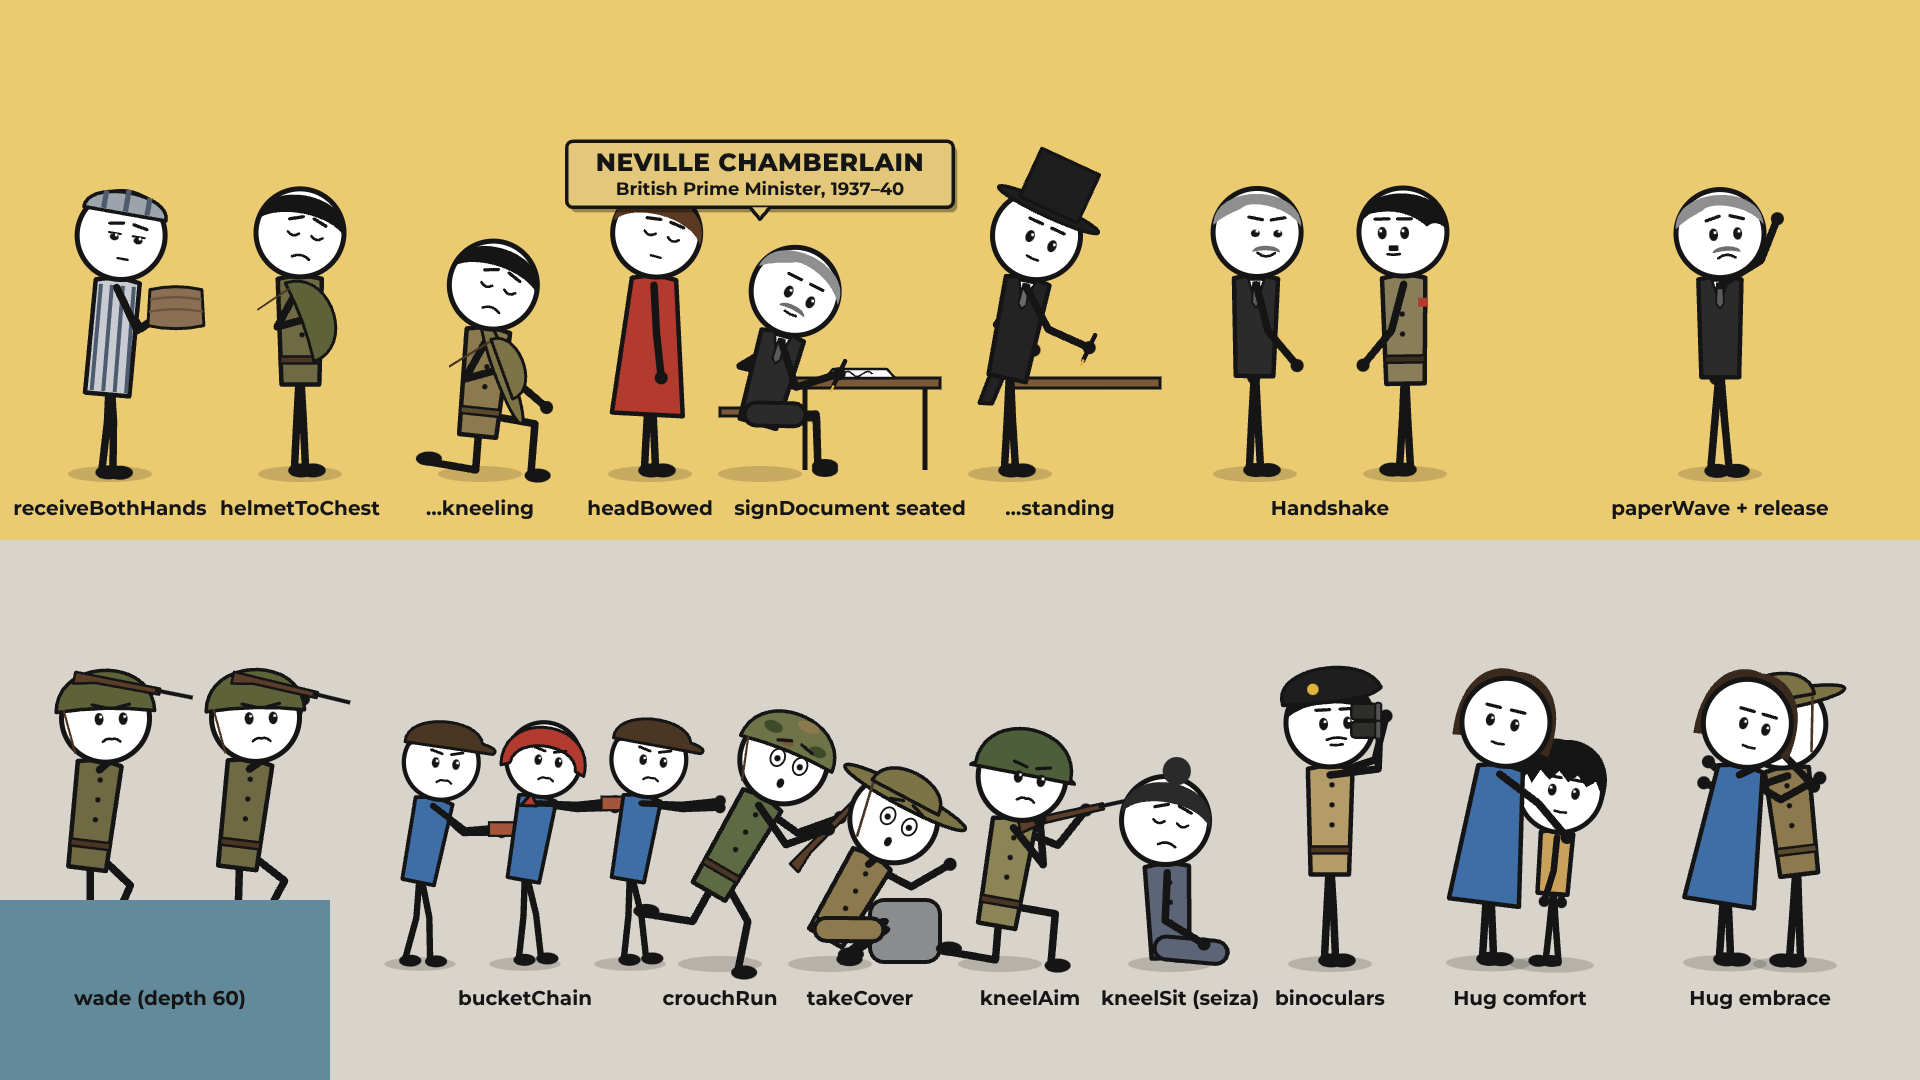 NEVILLE CHAMBERLAIN
British Prime Minister, 1937–40
receiveBothHands
helmetToChest
...kneeling
headBowed
signDocument seated
...standing
Handshake
paperWave + release
wade (depth 60)
bucketChain
crouchRun
takeCover
kneelAim
kneelSit (seiza)
binoculars
Hug comfort
Hug embrace